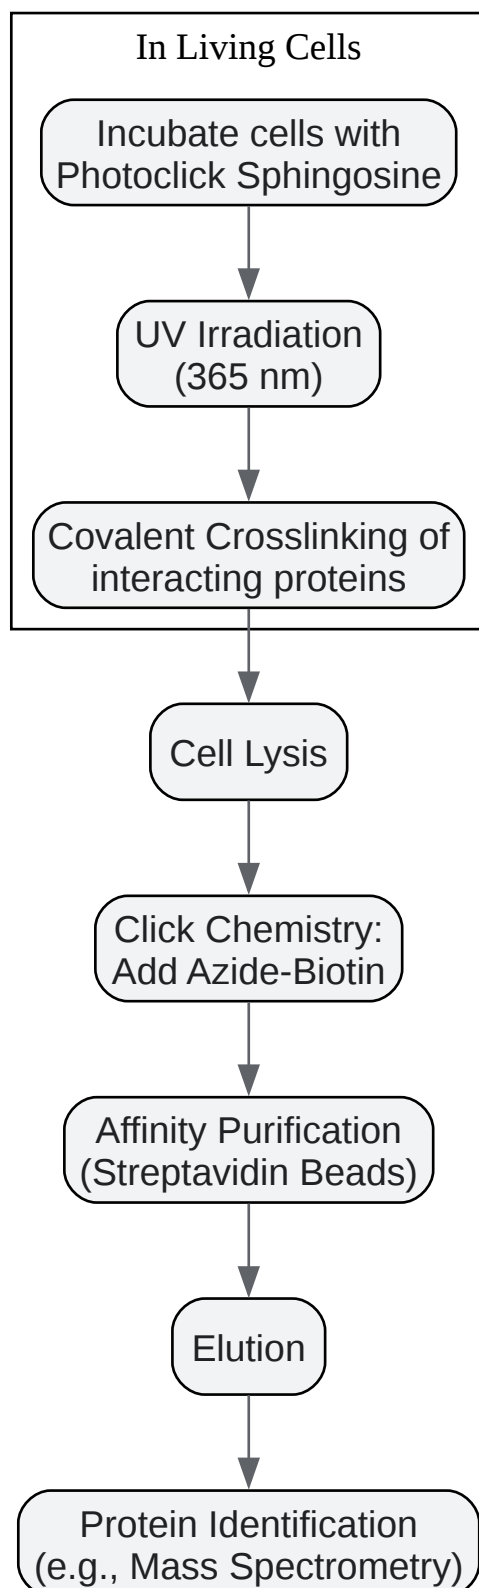 In Living Cells
Incubate cells with
Photoclick Sphingosine
UV Irradiation
(365 nm)
Covalent Crosslinking of
interacting proteins
Cell Lysis
Click Chemistry:
Add Azide-Biotin
Affinity Purification
(Streptavidin Beads)
Elution
Protein Identification
(e.g., Mass Spectrometry)